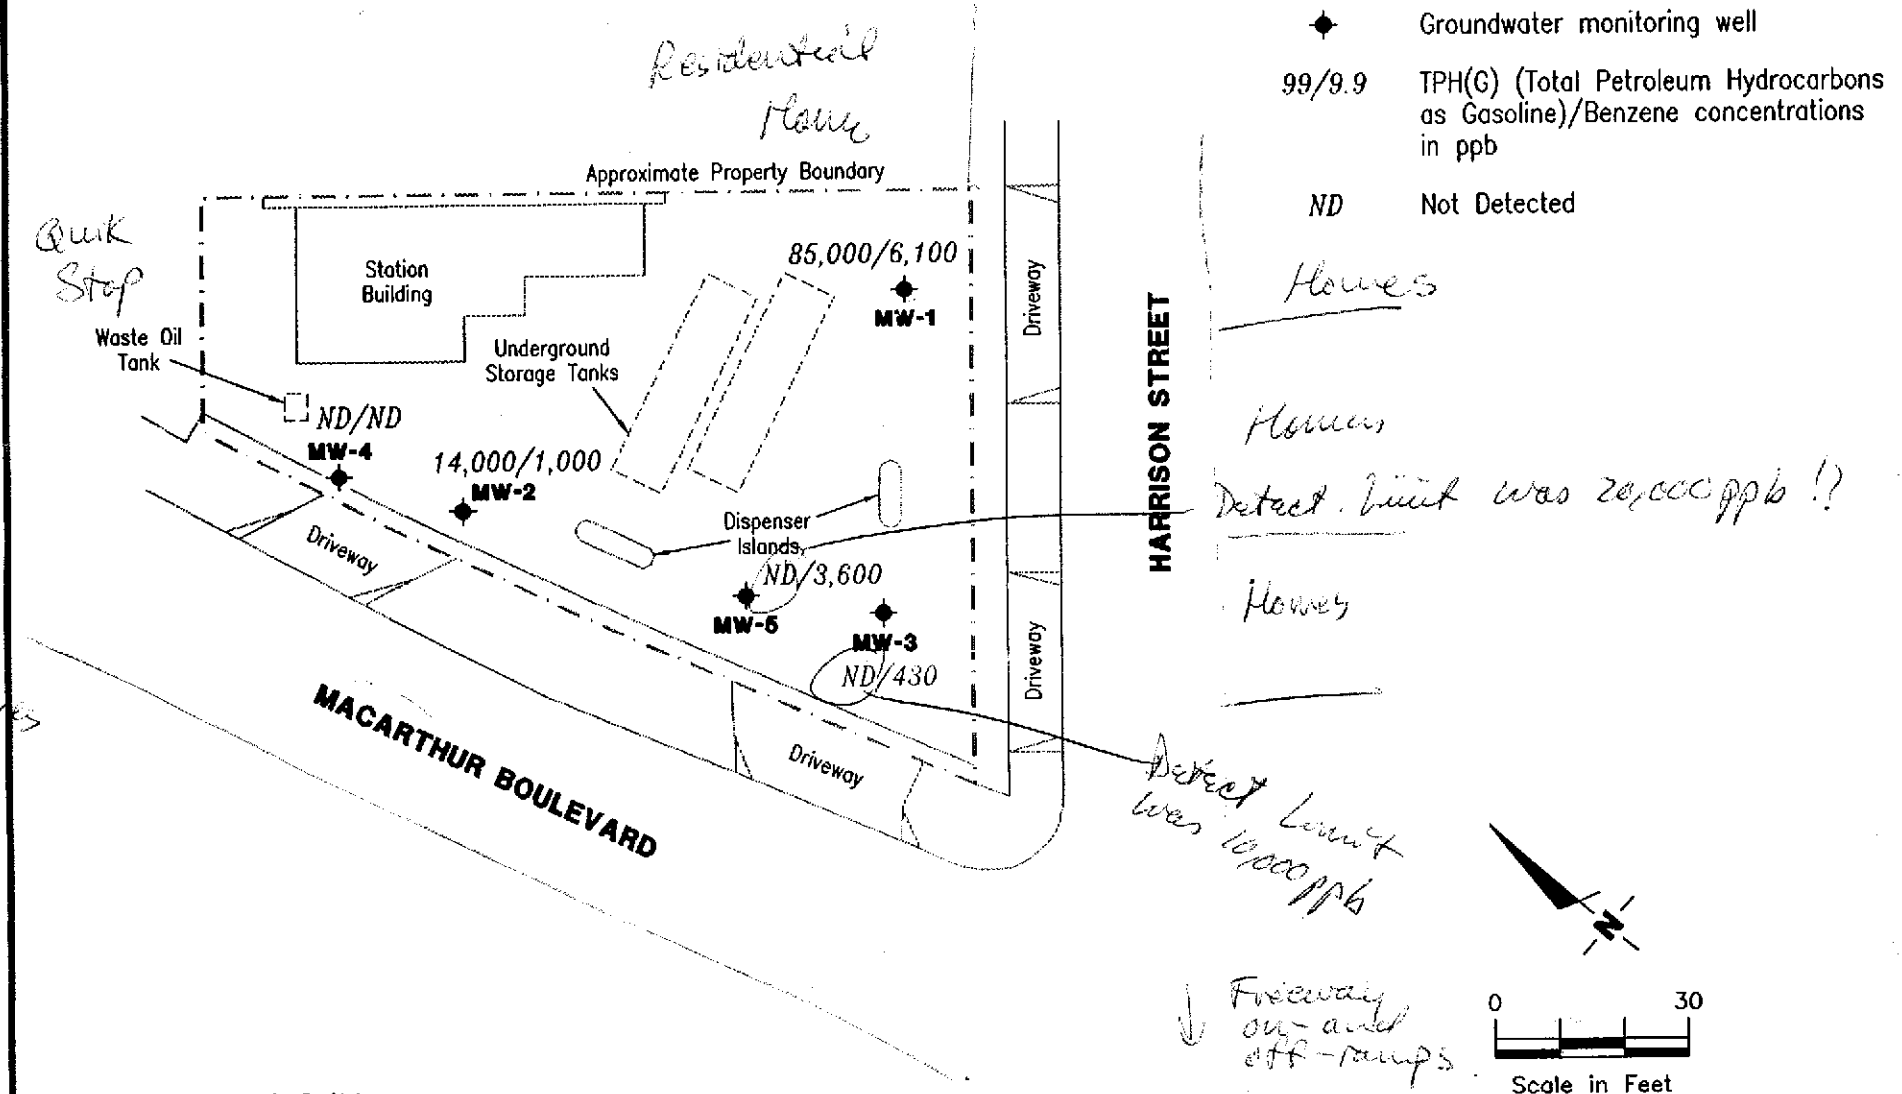 Groundwater monitoring well
99/9.9
TPH(G) (Total Petroleum Hydrocarbons
as Gasoline)/Benzene concentrations
in ppb
ND
Not Detected
Residential
Home
Approximate Property Boundary
Quik
Stop
Station
Building
85,000/6,100
MW-1
Driveway
Waste Oil
Tank
Underground
Storage Tanks
ND/ND
MW-4
14,000/1,000
MW-2
Driveway
Dispenser
Islands
ND/3,600
MW-5
MW-3
ND/430
Driveway
Driveway
HARRISON STREET
MACARTHUR BOULEVARD
Homes
Homes
Detect. Limit was 20,000 ppb !?
Homes
Detect Limit
was 10,000 ppb
Freeway
on- and
off-ramps
N
0 30
Scale in Feet